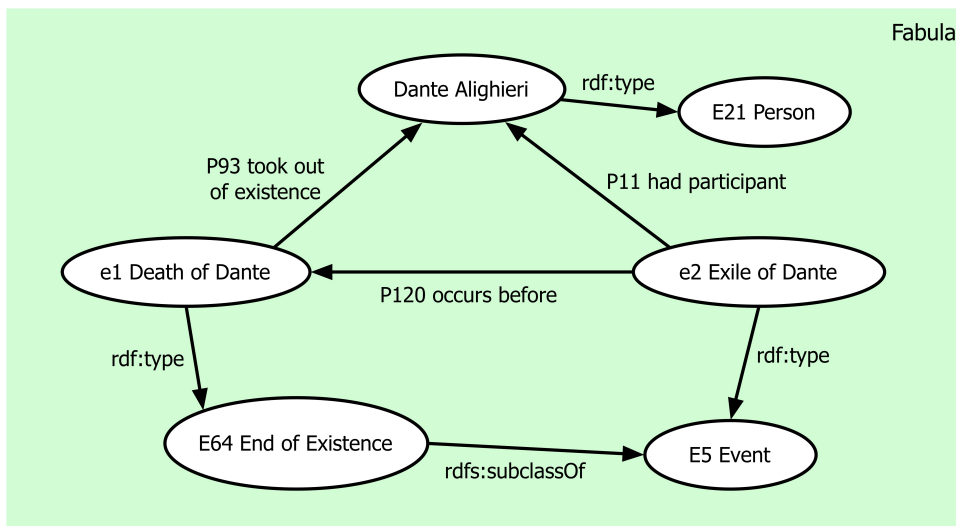 Fabula
Dante Alighieri
rdf:type
E21 Person
P93 took out
of existence
P11 had participant
e1 Death of Dante
e2 Exile of Dante
P120 occurs before
rdf:type
rdf:type
E64 End of Existence
E5 Event
rdfs:subclassOf